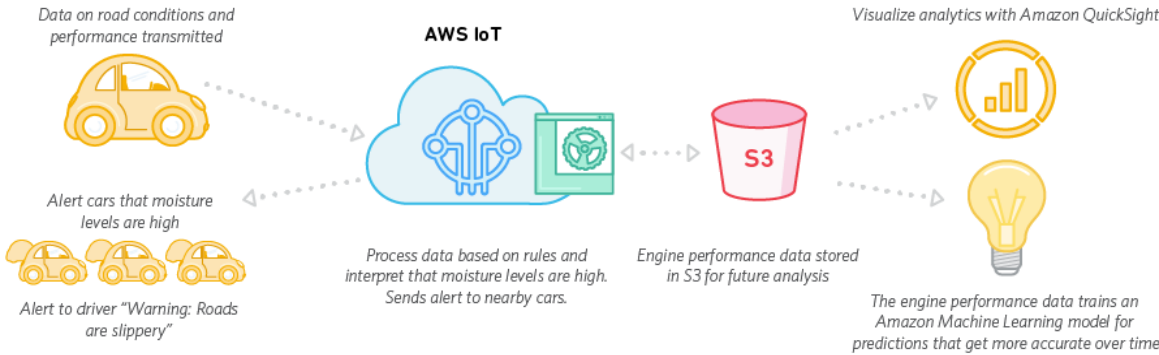 Data on road conditions and
performance transmitted
AWS IoT
Visualize analytics with Amazon QuickSight
S3
Alert cars that moisture
levels are high
Process data based on rules and
interpret that moisture levels are high.
Sends alert to nearby cars.
Engine performance data stored
in S3 for future analysis
Alert to driver “Warning: Roads
are slippery”
The engine performance data trains an
Amazon Machine Learning model for
predictions that get more accurate over time